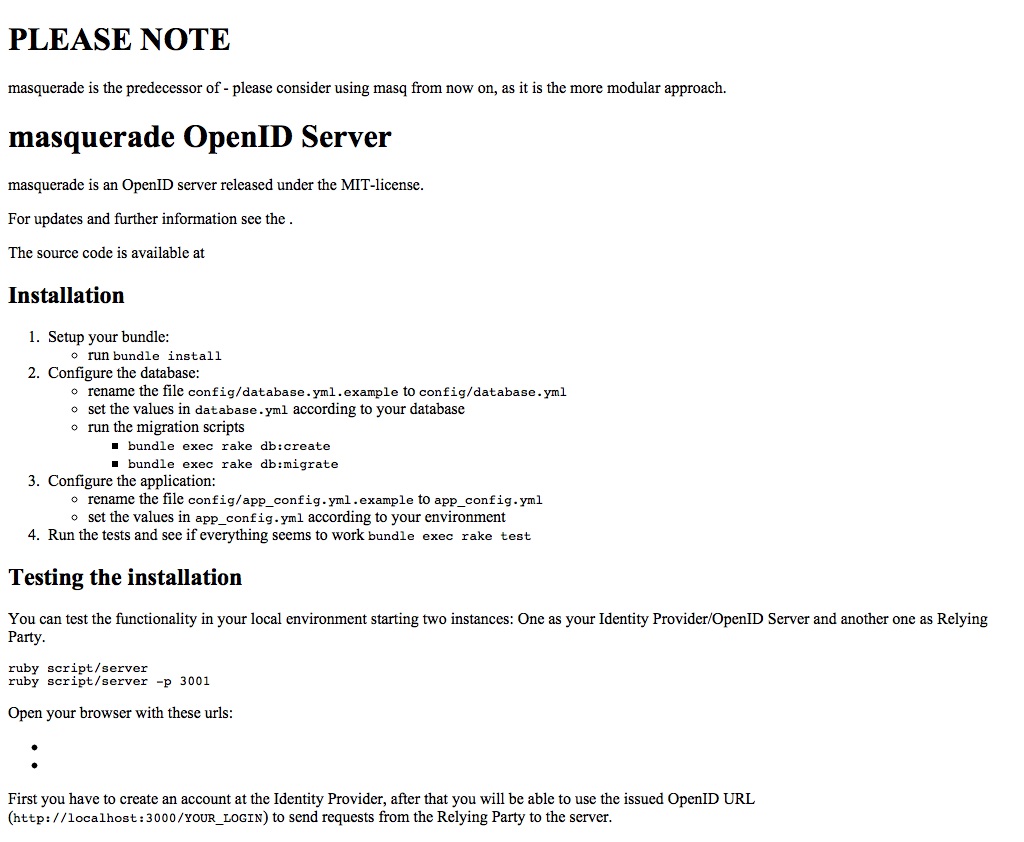 PLEASE NOTE
masquerade is the predecessor of - please consider using masq from now on, as it is the more modular approach.
masquerade OpenID Server
masquerade is an OpenID server released under the MIT-license.
For updates and further information see the .
The source code is available at
Installation
1. Setup your bundle:
run bundle install
2. Configure the database:
rename the file config/database.yml.example to config/database.yml
set the values in database.yml according to your database
run the migration scripts
bundle exec rake db:create
bundle exec rake db:migrate
3. Configure the application:
rename the file config/app_config.yml.example to app_config.yml
set the values in app_config.yml according to your environment
4. Run the tests and see if everything seems to work bundle exec rake test
Testing the installation
You can test the functionality in your local environment starting two instances: One as your Identity Provider/OpenID Server and another one as Relying
Party.
ruby script/server
ruby script/server -p 3001
Open your browser with these urls:
First you have to create an account at the Identity Provider, after that you will be able to use the issued OpenID URL
(http://localhost:3000/YOUR_LOGIN) to send requests from the Relying Party to the server.